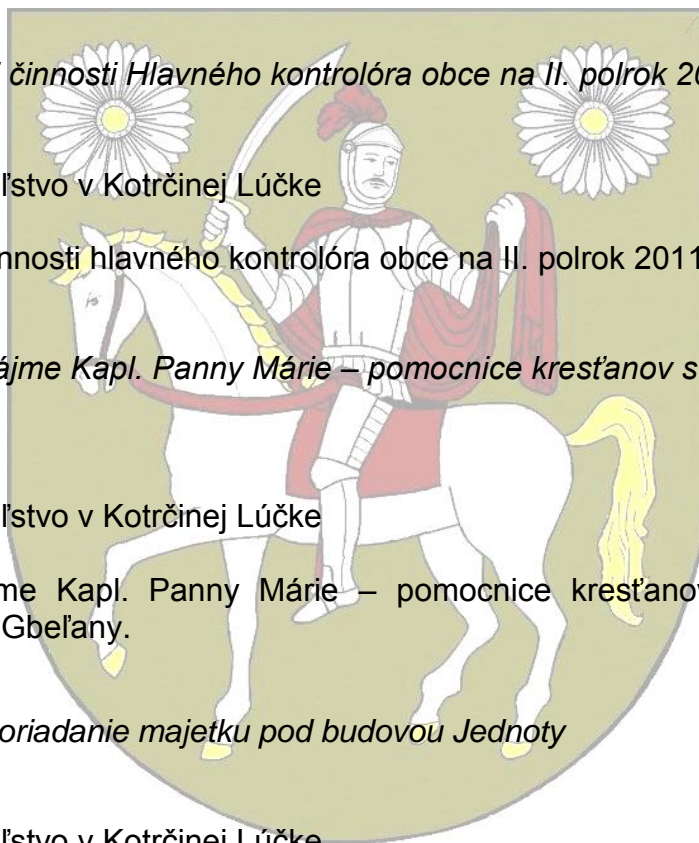 činnosti Hlavného kontrolóra obce na II. polrok 20
ľstvo v Kotrčinej Lúčke
nnosti hlavného kontrolóra obce na II. polrok 2011
ájme Kapl. Panny Márie – pomocnice kresťanov s
ľstvo v Kotrčinej Lúčke
me Kapl. Panny Márie – pomocnice kresťanov
Gbeľany.
oriadanie majetku pod budovou Jednoty
ľstvo v Kotrčinej Lúčke